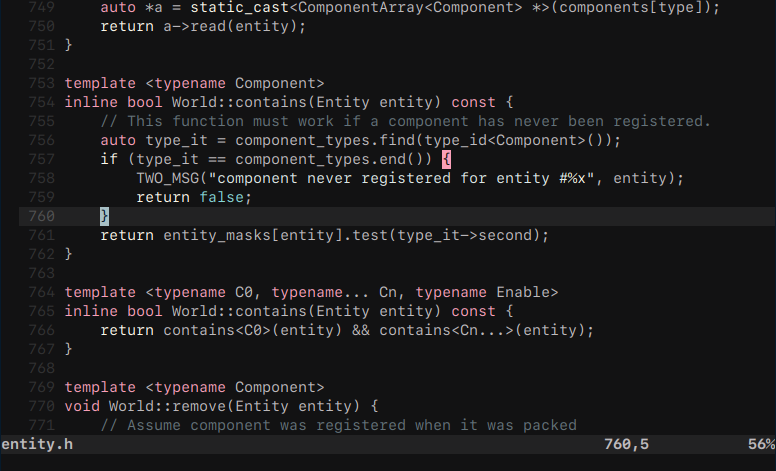 749     auto *a = static_cast<ComponentArray<Component> *>(components[type]);
750     return a->read(entity);
751 }
752
753 template <typename Component>
754 inline bool World::contains(Entity entity) const {
755     // This function must work if a component has never been registered.
756     auto type_it = component_types.find(type_id<Component>());
757     if (type_it == component_types.end()) {
758         TWO_MSG("component never registered for entity #%x", entity);
759         return false;
760     }
761     return entity_masks[entity].test(type_it->second);
762 }
763
764 template <typename C0, typename... Cn, typename Enable>
765 inline bool World::contains(Entity entity) const {
766     return contains<C0>(entity) && contains<Cn...>(entity);
767 }
768
769 template <typename Component>
770 void World::remove(Entity entity) {
771     // Assume component was registered when it was packed
entity.h 760,5 56%